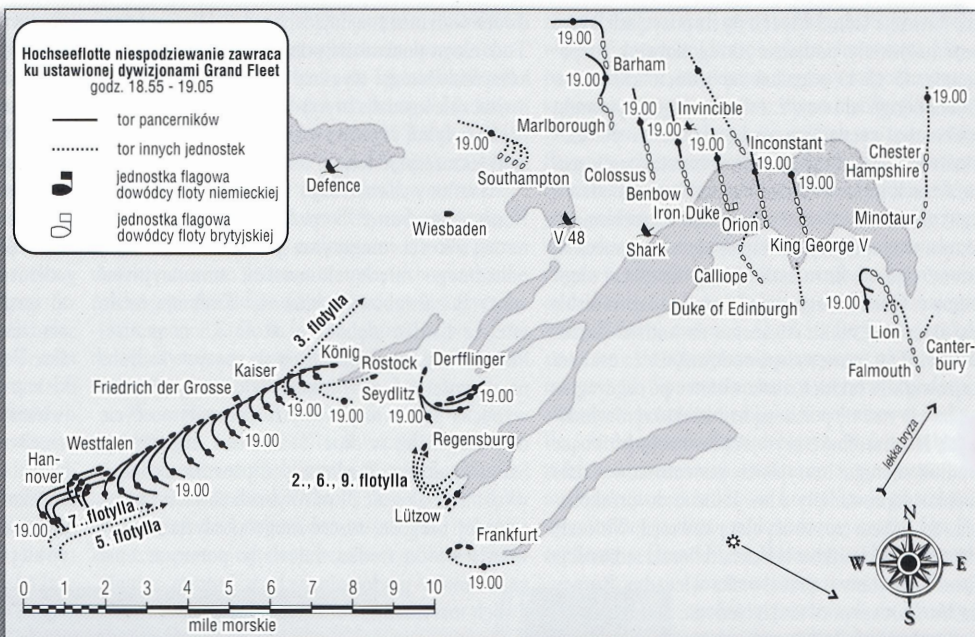 Hochseeflotte niespodziewanie zawraca
ku ustawionej dywizjonami Grand Fleet
godz. 18.55 - 19.05
tor pancerników
tor innych jednostek
jednostka flagowa
dowódcy floty niemieckiej
jednostka flagowa
dowódcy floty brytyjskiej
19.00
Barham
19.00
19.00
Invincible
19.00
Marlborough
19.00
19.00
Southampton
Colossus
Benbow
Iron Duke
Inconstant
19.00
19.00
Orion
King George V
19.00
Chester
Hampshire
Minotaur
Defence
Wiesbaden
V 48
Shark
Calliope
Duke of Edinburgh
19.00
Lion
Canter-
bury
Falmouth
3. flotylla
König
Rostock
Derfflinger
Kaiser
Friedrich der Grosse
Seydlitz
19.00
19.00
19.00
19.00
Westfalen
Han-
nover
19.00
19.00
7. flotylla
5. flotylla
Regensburg
2., 6., 9. flotylla
Lützow
Frankfurt
19.00
lekka bryza
N
W E
S
0 1 2 3 4 5 6 7 8 9 10
mile morskie